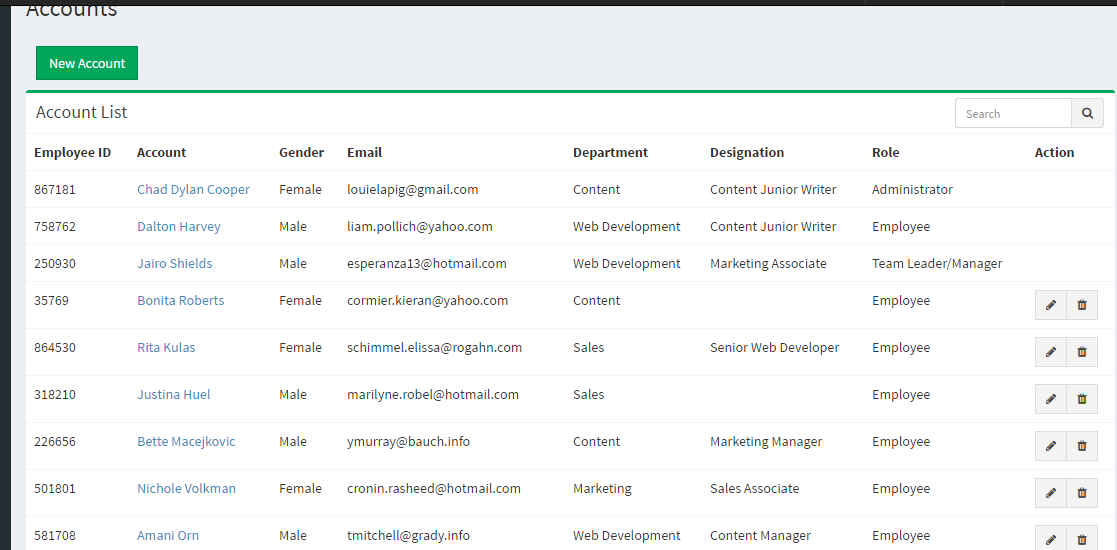 Accounts
New Account
Account List
Search
Employee ID Account Gender Email Department Designation Role Action
867181 Chad Dylan Cooper Female louielapig@gmail.com Content Content Junior Writer Administrator
758762 Dalton Harvey Male liam.pollich@yahoo.com Web Development Content Junior Writer Employee
250930 Jairo Shields Male esperanza13@hotmail.com Web Development Marketing Associate Team Leader/Manager
35769 Bonita Roberts Female cormier.kieran@yahoo.com Content Employee
864530 Rita Kulas Female schimmel.elissa@rogahn.com Sales Senior Web Developer Employee
318210 Justina Huel Male marilyne.robel@hotmail.com Sales Employee
226656 Bette Macejkovic Male ymurray@bauch.info Content Marketing Manager Employee
501801 Nichole Volkman Female cronin.rasheed@hotmail.com Marketing Sales Associate Employee
581708 Amani Orn Male tmitchell@grady.info Web Development Content Manager Employee